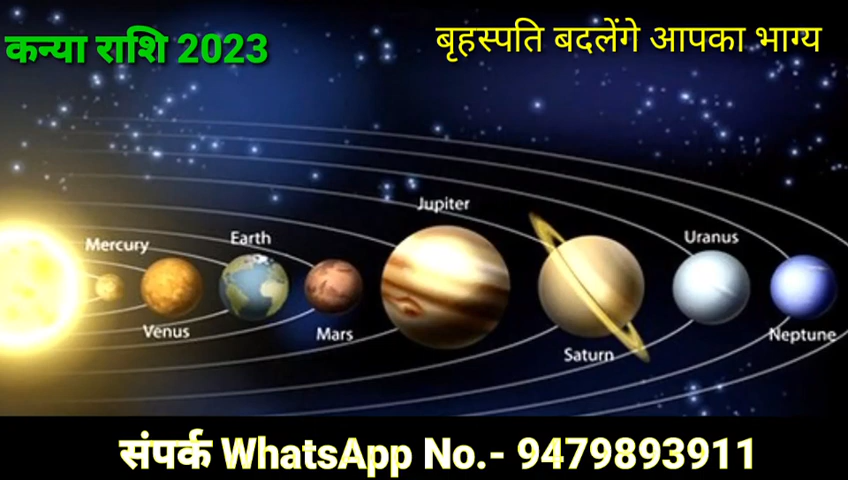 कन्या राशि 2023
बृहस्पति बदलेंगे आपका भाग्य
Jupiter
Mercury
Earth
Uranus
Venus
Mars
Saturn
Neptune
संपर्क WhatsApp No.- 9479893911